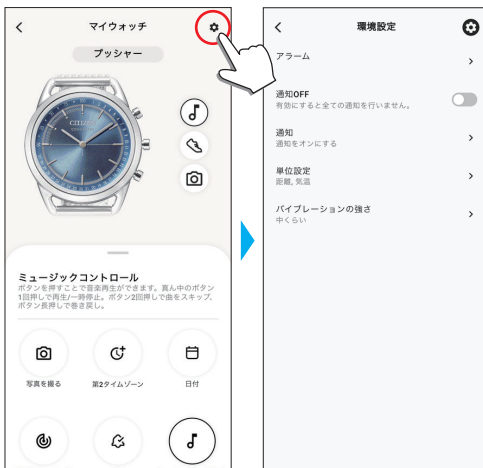 マイウォッチ
プッシャー
CITIZEN
ミュージックコントロール
ボタンを押すことで音楽再生ができます。真ん中のボタン
1回押しで再生/一時停止。ボタン2回押しで曲をスキップ。
ボタン長押しで巻き戻し。
写真を撮る
第2タイムゾーン
日付
環境設定
アラーム
通知OFF
有効にすると全ての通知を行いません。
通知
通知をオンにする
単位設定
距離, 気温
バイブレーションの強さ
中くらい